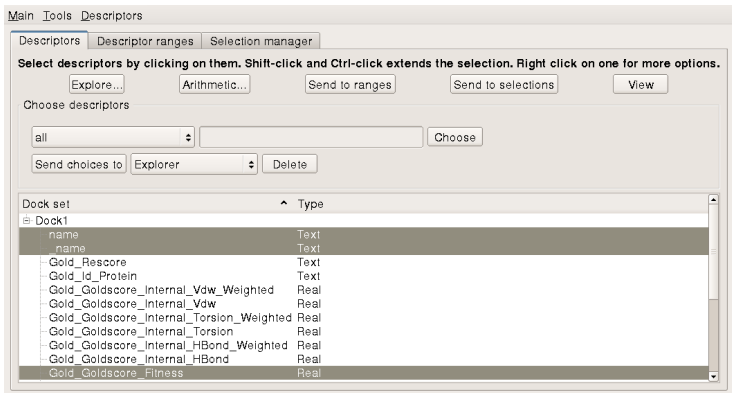 Main Tools Descriptors
Descriptors Descriptor ranges Selection manager
Select descriptors by clicking on them. Shift-click and Ctrl-click extends the selection. Right click on one for more options.
Explore... Arithmetic... Send to ranges Send to selections View
Choose descriptors
all Choose
Send choices to Explorer Delete
Dock set Type
Dock1
name Text
_name Text
Gold_Rescore Text
Gold_Id_Protein Text
Gold_Goldscore_Internal_Vdw_Weighted Real
Gold_Goldscore_Internal_Vdw Real
Gold_Goldscore_Internal_Torsion_Weighted Real
Gold_Goldscore_Internal_Torsion Real
Gold_Goldscore_Internal_HBond_Weighted Real
Gold_Goldscore_Internal_HBond Real
Gold_Goldscore_Fitness Real